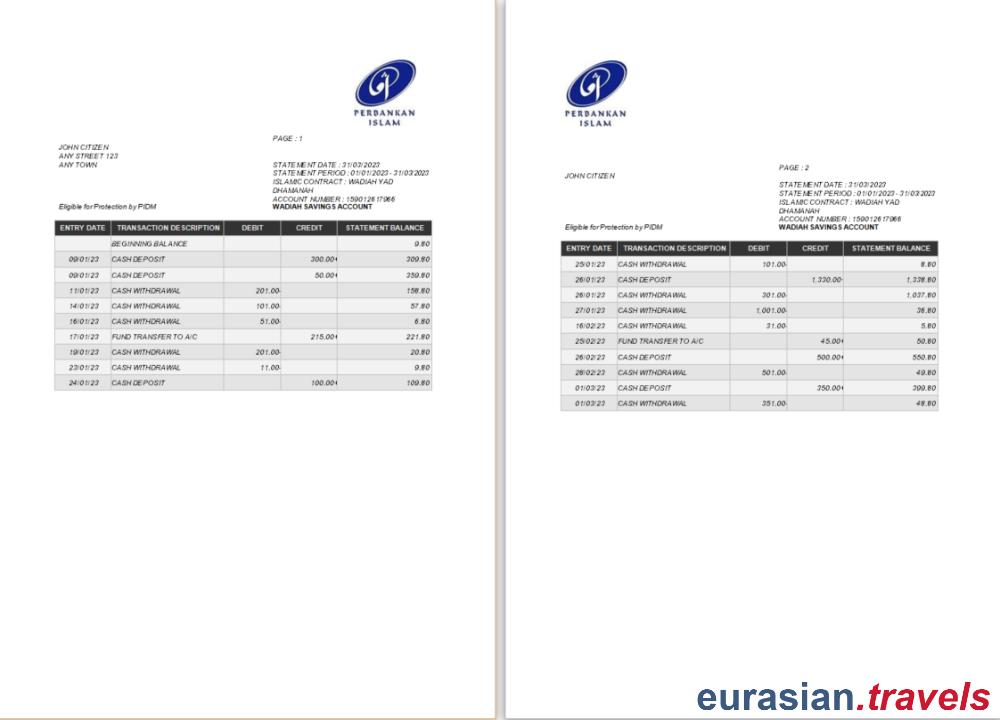 PERBANKAN
ISLAM
PAGE : 1
JOHN CITIZEN
ANY STREET 123
ANY TOWN
STATEMENT DATE : 31/03/2023
STATEMENT PERIOD : 01/01/2023 - 31/03/2023
ISLAMIC CONTRACT : WADIAH YAD
DHAMANAH
ACCOUNT NUMBER : 159012617966
Eligible for Protection by PIDM WADIAH SAVINGS ACCOUNT
ENTRY DATE TRANSACTION DESCRIPTION DEBIT CREDIT STATEMENT BALANCE
BEGINNING BALANCE 9.80
09/01/23 CASH DEPOSIT 300.00+ 309.80
09/01/23 CASH DEPOSIT 50.00+ 359.80
11/01/23 CASH WITHDRAWAL 201.00- 158.80
14/01/23 CASH WITHDRAWAL 101.00- 57.80
16/01/23 CASH WITHDRAWAL 51.00- 6.80
17/01/23 FUND TRANSFER TO A/C 215.00+ 221.80
19/01/23 CASH WITHDRAWAL 201.00- 20.80
23/01/23 CASH WITHDRAWAL 11.00- 9.80
24/01/23 CASH DEPOSIT 100.00+ 109.80
PERBANKAN
ISLAM
PAGE : 2
JOHN CITIZEN
STATEMENT DATE : 31/03/2023
STATEMENT PERIOD : 01/01/2023 - 31/03/2023
ISLAMIC CONTRACT : WADIAH YAD
DHAMANAH
ACCOUNT NUMBER : 159012617966
Eligible for Protection by PIDM WADIAH SAVINGS ACCOUNT
ENTRY DATE TRANSACTION DESCRIPTION DEBIT CREDIT STATEMENT BALANCE
25/01/23 CASH WITHDRAWAL 101.00- 8.80
26/01/23 CASH DEPOSIT 1,330.00- 1,338.80
26/01/23 CASH WITHDRAWAL 301.00- 1,037.80
27/01/23 CASH WITHDRAWAL 1,001.00- 36.80
16/02/23 CASH WITHDRAWAL 31.00- 5.80
25/02/23 FUND TRANSFER TO A/C 45.00+ 50.80
26/02/23 CASH DEPOSIT 500.00+ 550.80
28/02/23 CASH WITHDRAWAL 501.00- 49.80
01/03/23 CASH DEPOSIT 350.00+ 399.80
01/03/23 CASH WITHDRAWAL 351.00- 48.80
eurasian.travels